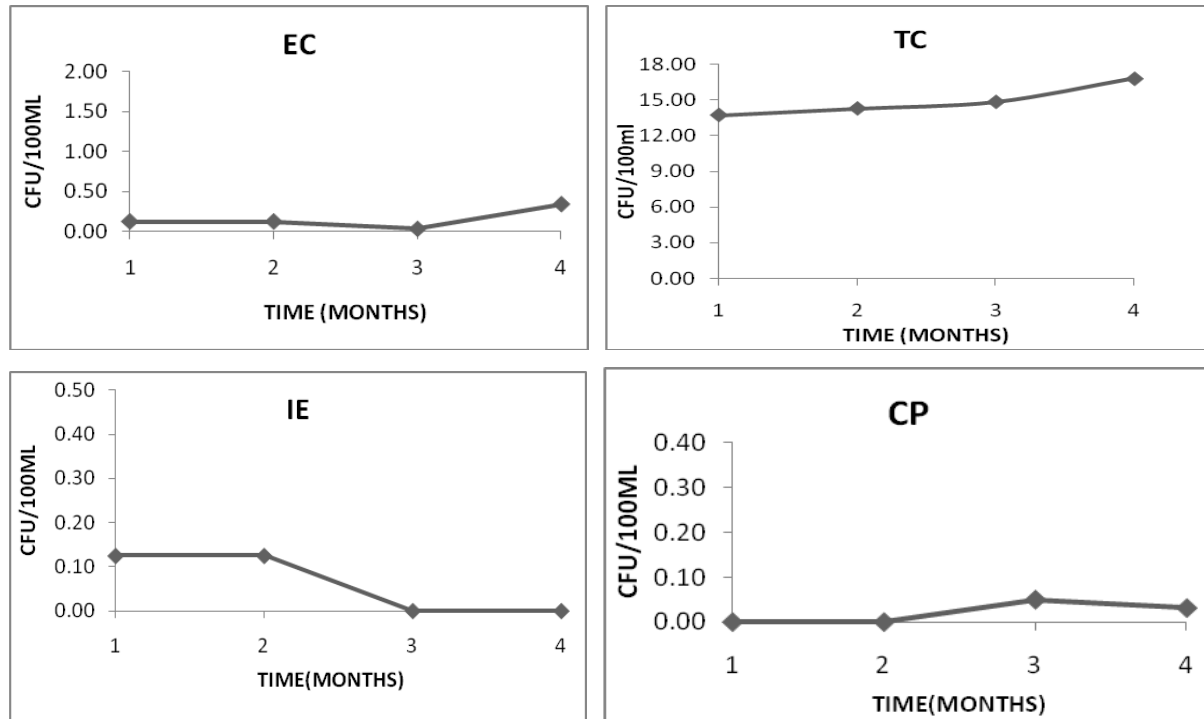 EC
2.00
1.50
1.00
0.50
0.00
CFU/100ML
1 2 3 4
TIME (MONTHS)
TC
18.00
15.00
12.00
9.00
6.00
3.00
0.00
CFU/100ml
1 2 3 4
TIME (MONTHS)
IE
0.50
0.40
0.30
0.20
0.10
0.00
CFU/100ML
1 2 3 4
TIME(MONTHS)
CP
0.40
0.30
0.20
0.10
0.00
CFU/100ML
1 2 3 4
TIME(MONTHS)